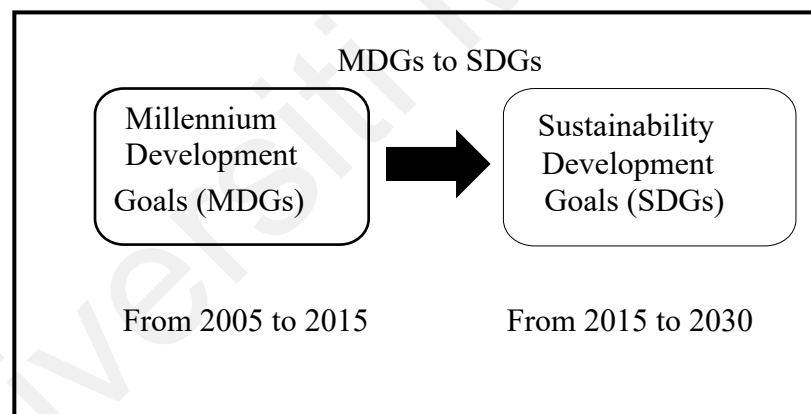 MDGs to SDGs
Millennium
Development
Goals (MDGs)
Sustainability
Development
Goals (SDGs)
From 2005 to 2015
From 2015 to 2030